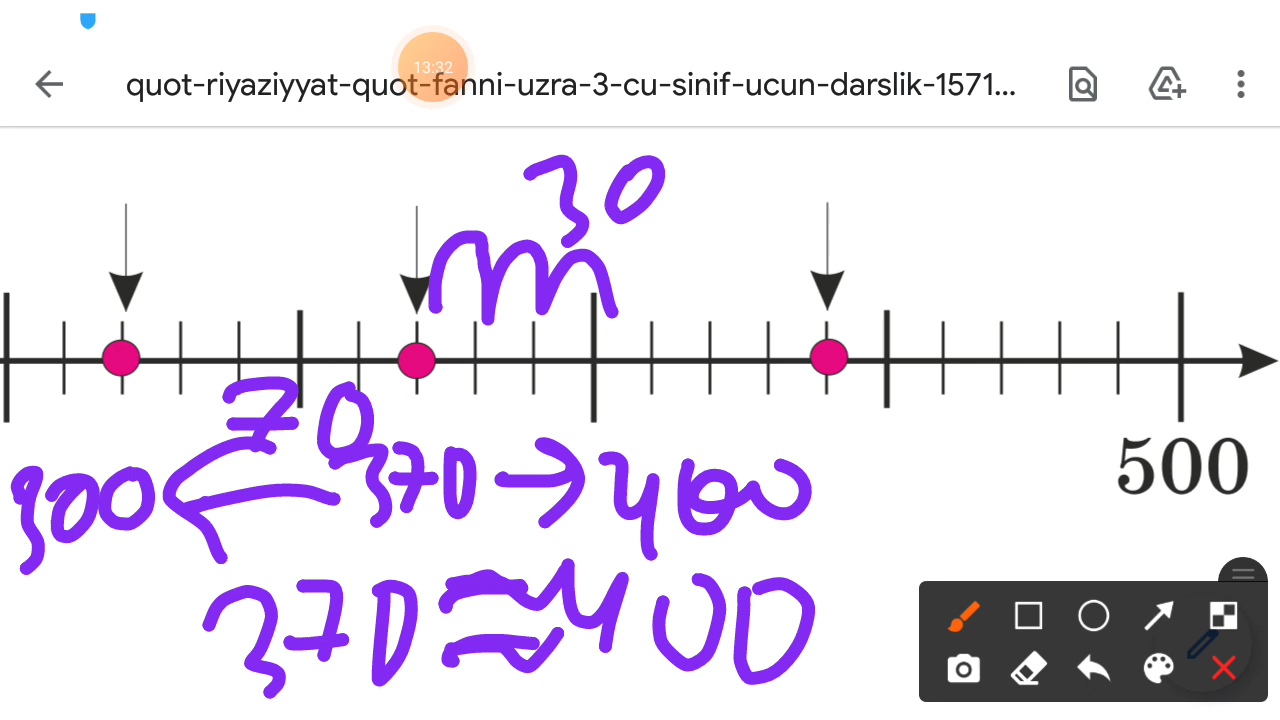 13:32
quot-riyaziyyat-quot-fanni-uzra-3-cu-sinif-ucun-darslik-1571...
30
70
300 370 → 400
500
370 ≈ 400